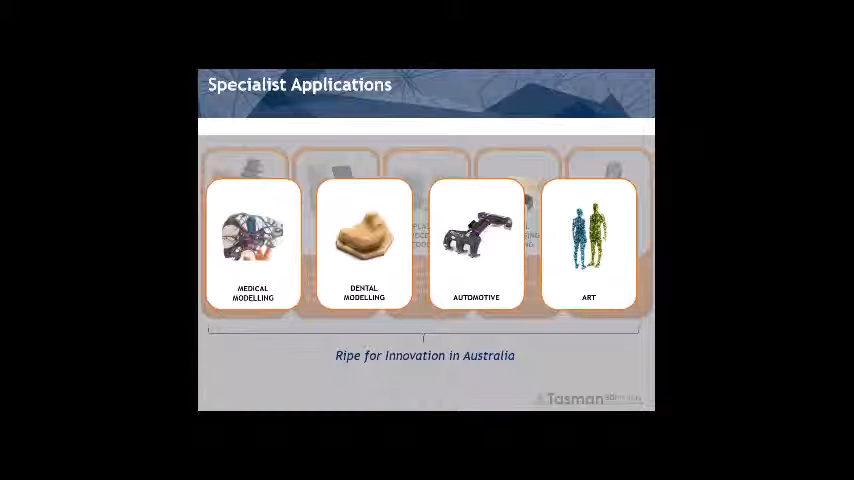 Specialist Applications
MEDICAL
MODELLING
DENTAL
MODELLING
AUTOMOTIVE
ART
Ripe for Innovation in Australia
Tasman